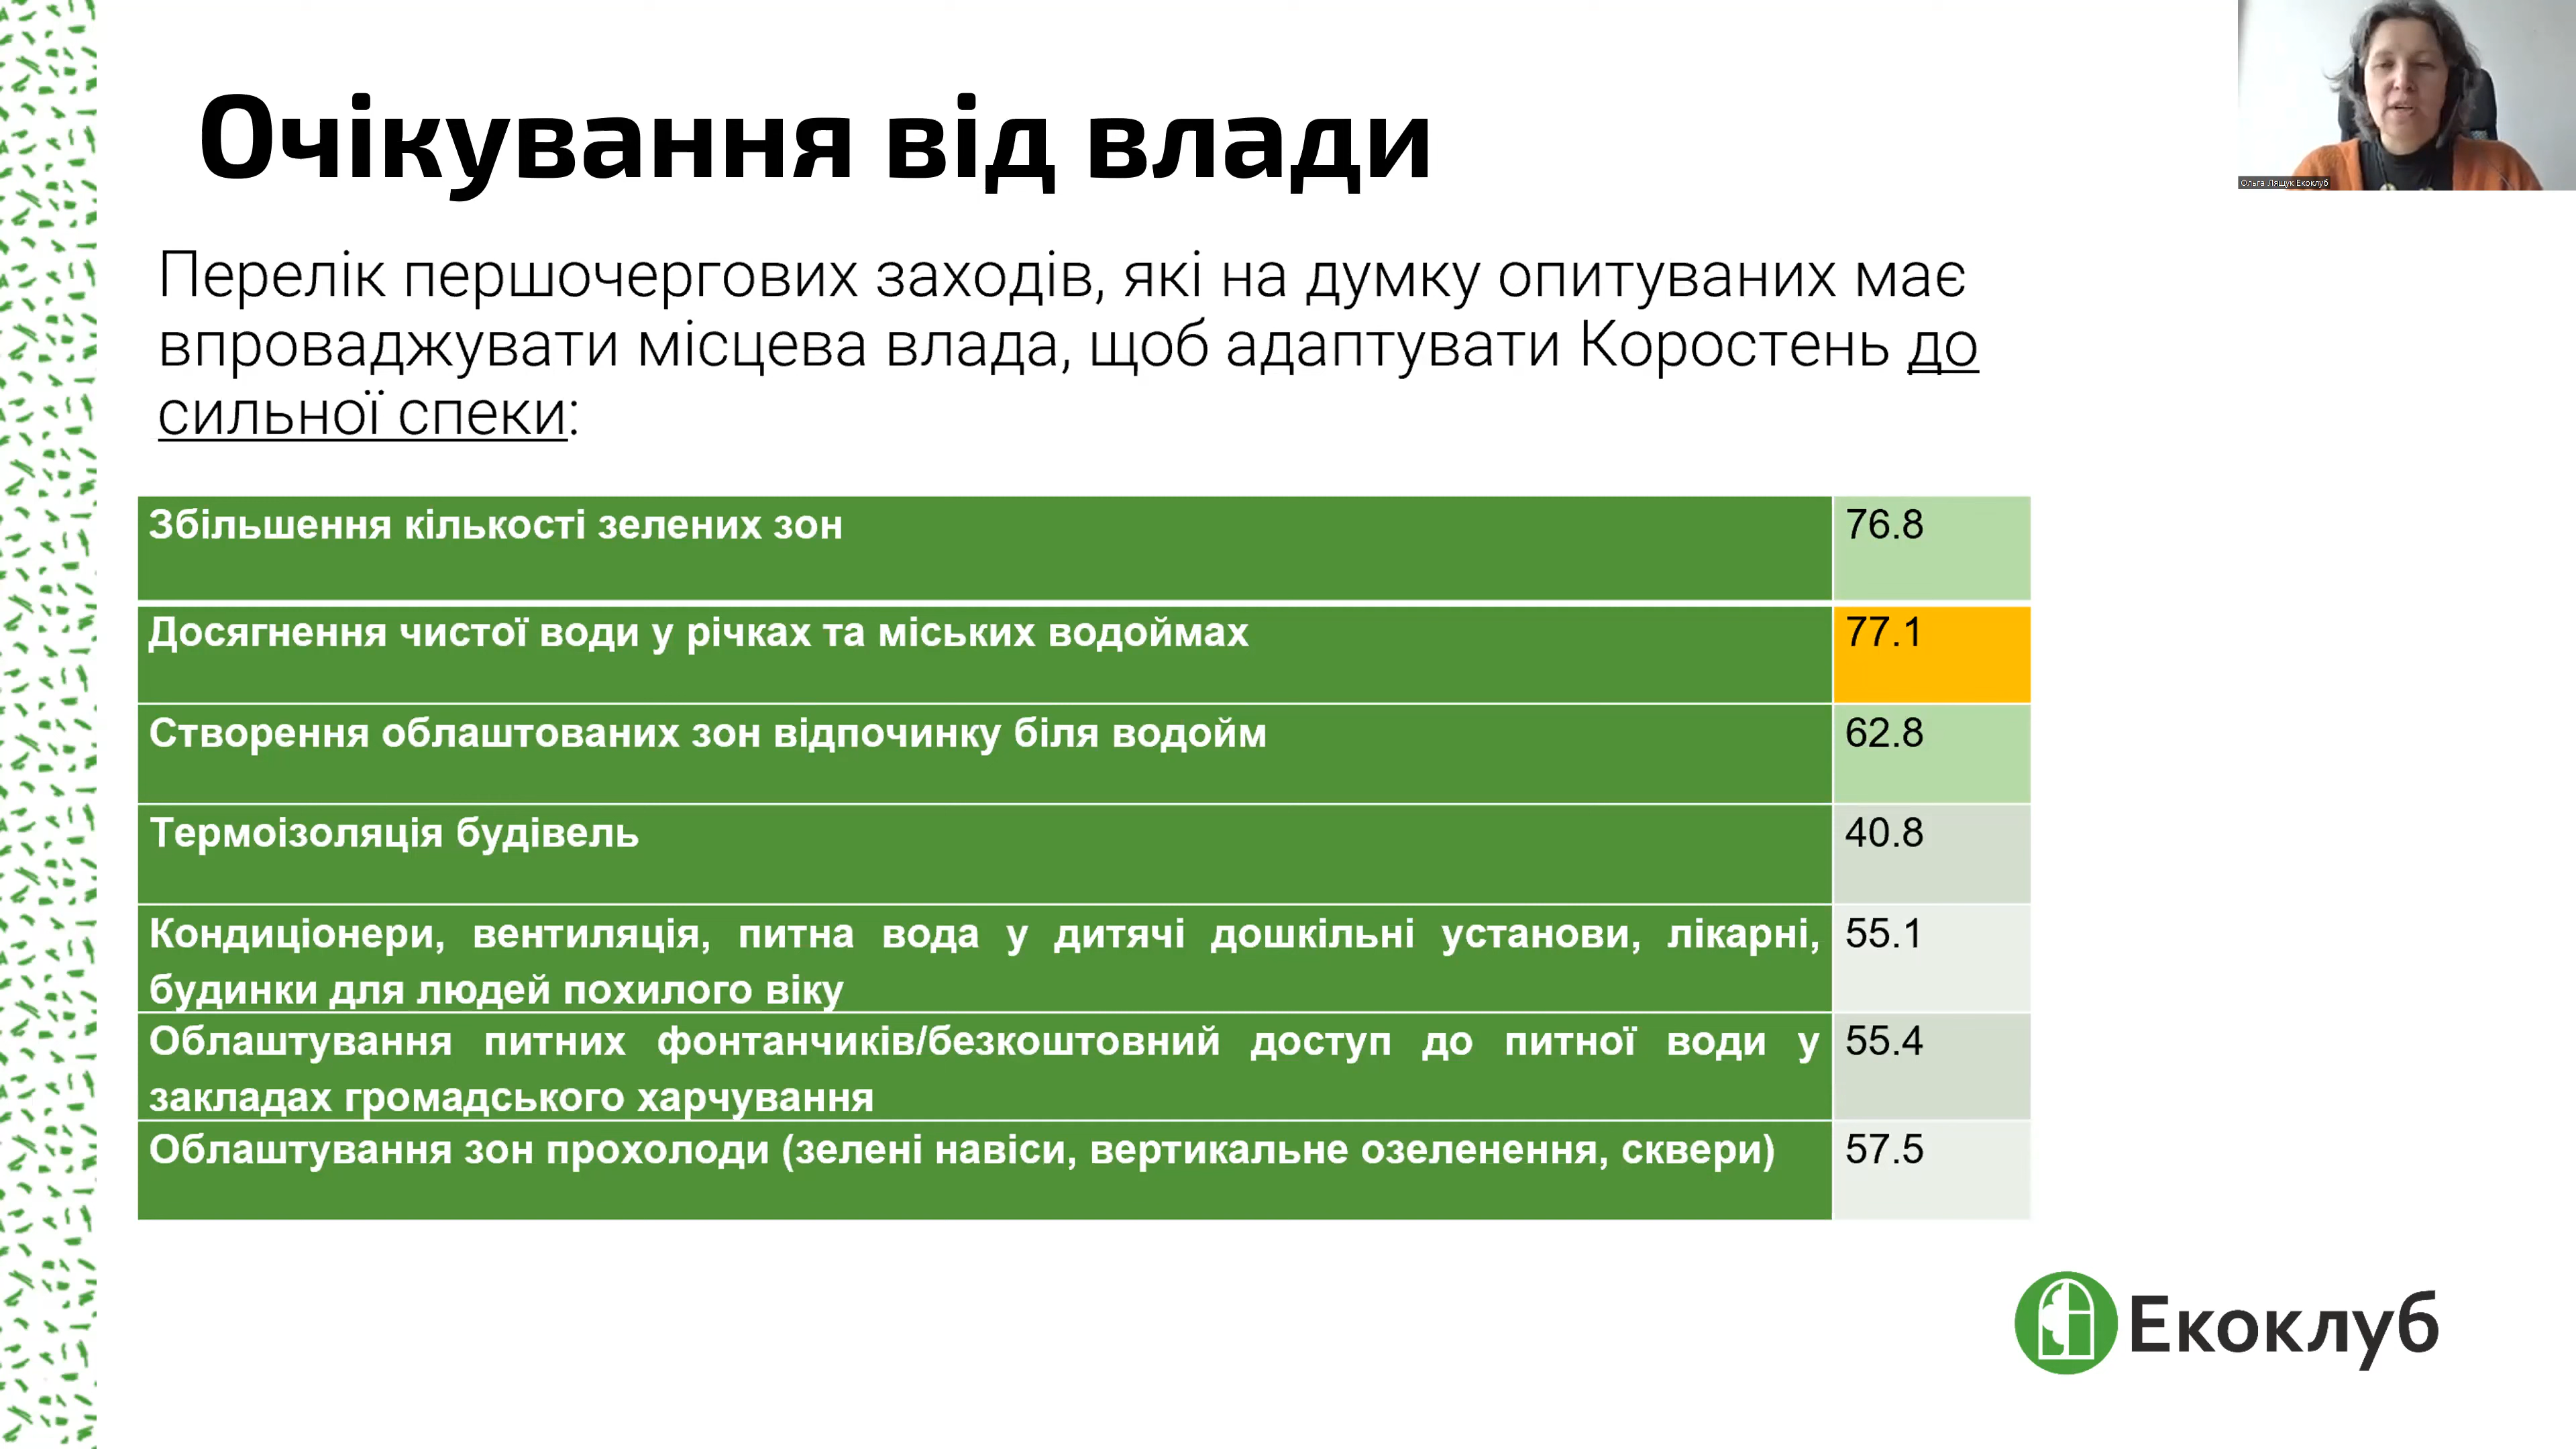 Очікування від влади
Ольга Лящук Екоклуб
Перелік першочергових заходів, які на думку опитуваних має
впроваджувати місцева влада, щоб адаптувати Коростень до
сильної спеки:
Збільшення кількості зелених зон 76.8
Досягнення чистої води у річках та міських водоймах 77.1
Створення облаштованих зон відпочинку біля водойм 62.8
Термоізоляція будівель 40.8
Кондиціонери, вентиляція, питна вода у дитячі дошкільні установи, лікарні, 55.1
будинки для людей похилого віку
Облаштування питних фонтанчиків/безкоштовний доступ до питної води у 55.4
закладах громадського харчування
Облаштування зон прохолоди (зелені навіси, вертикальне озеленення, сквери) 57.5
Екоклуб